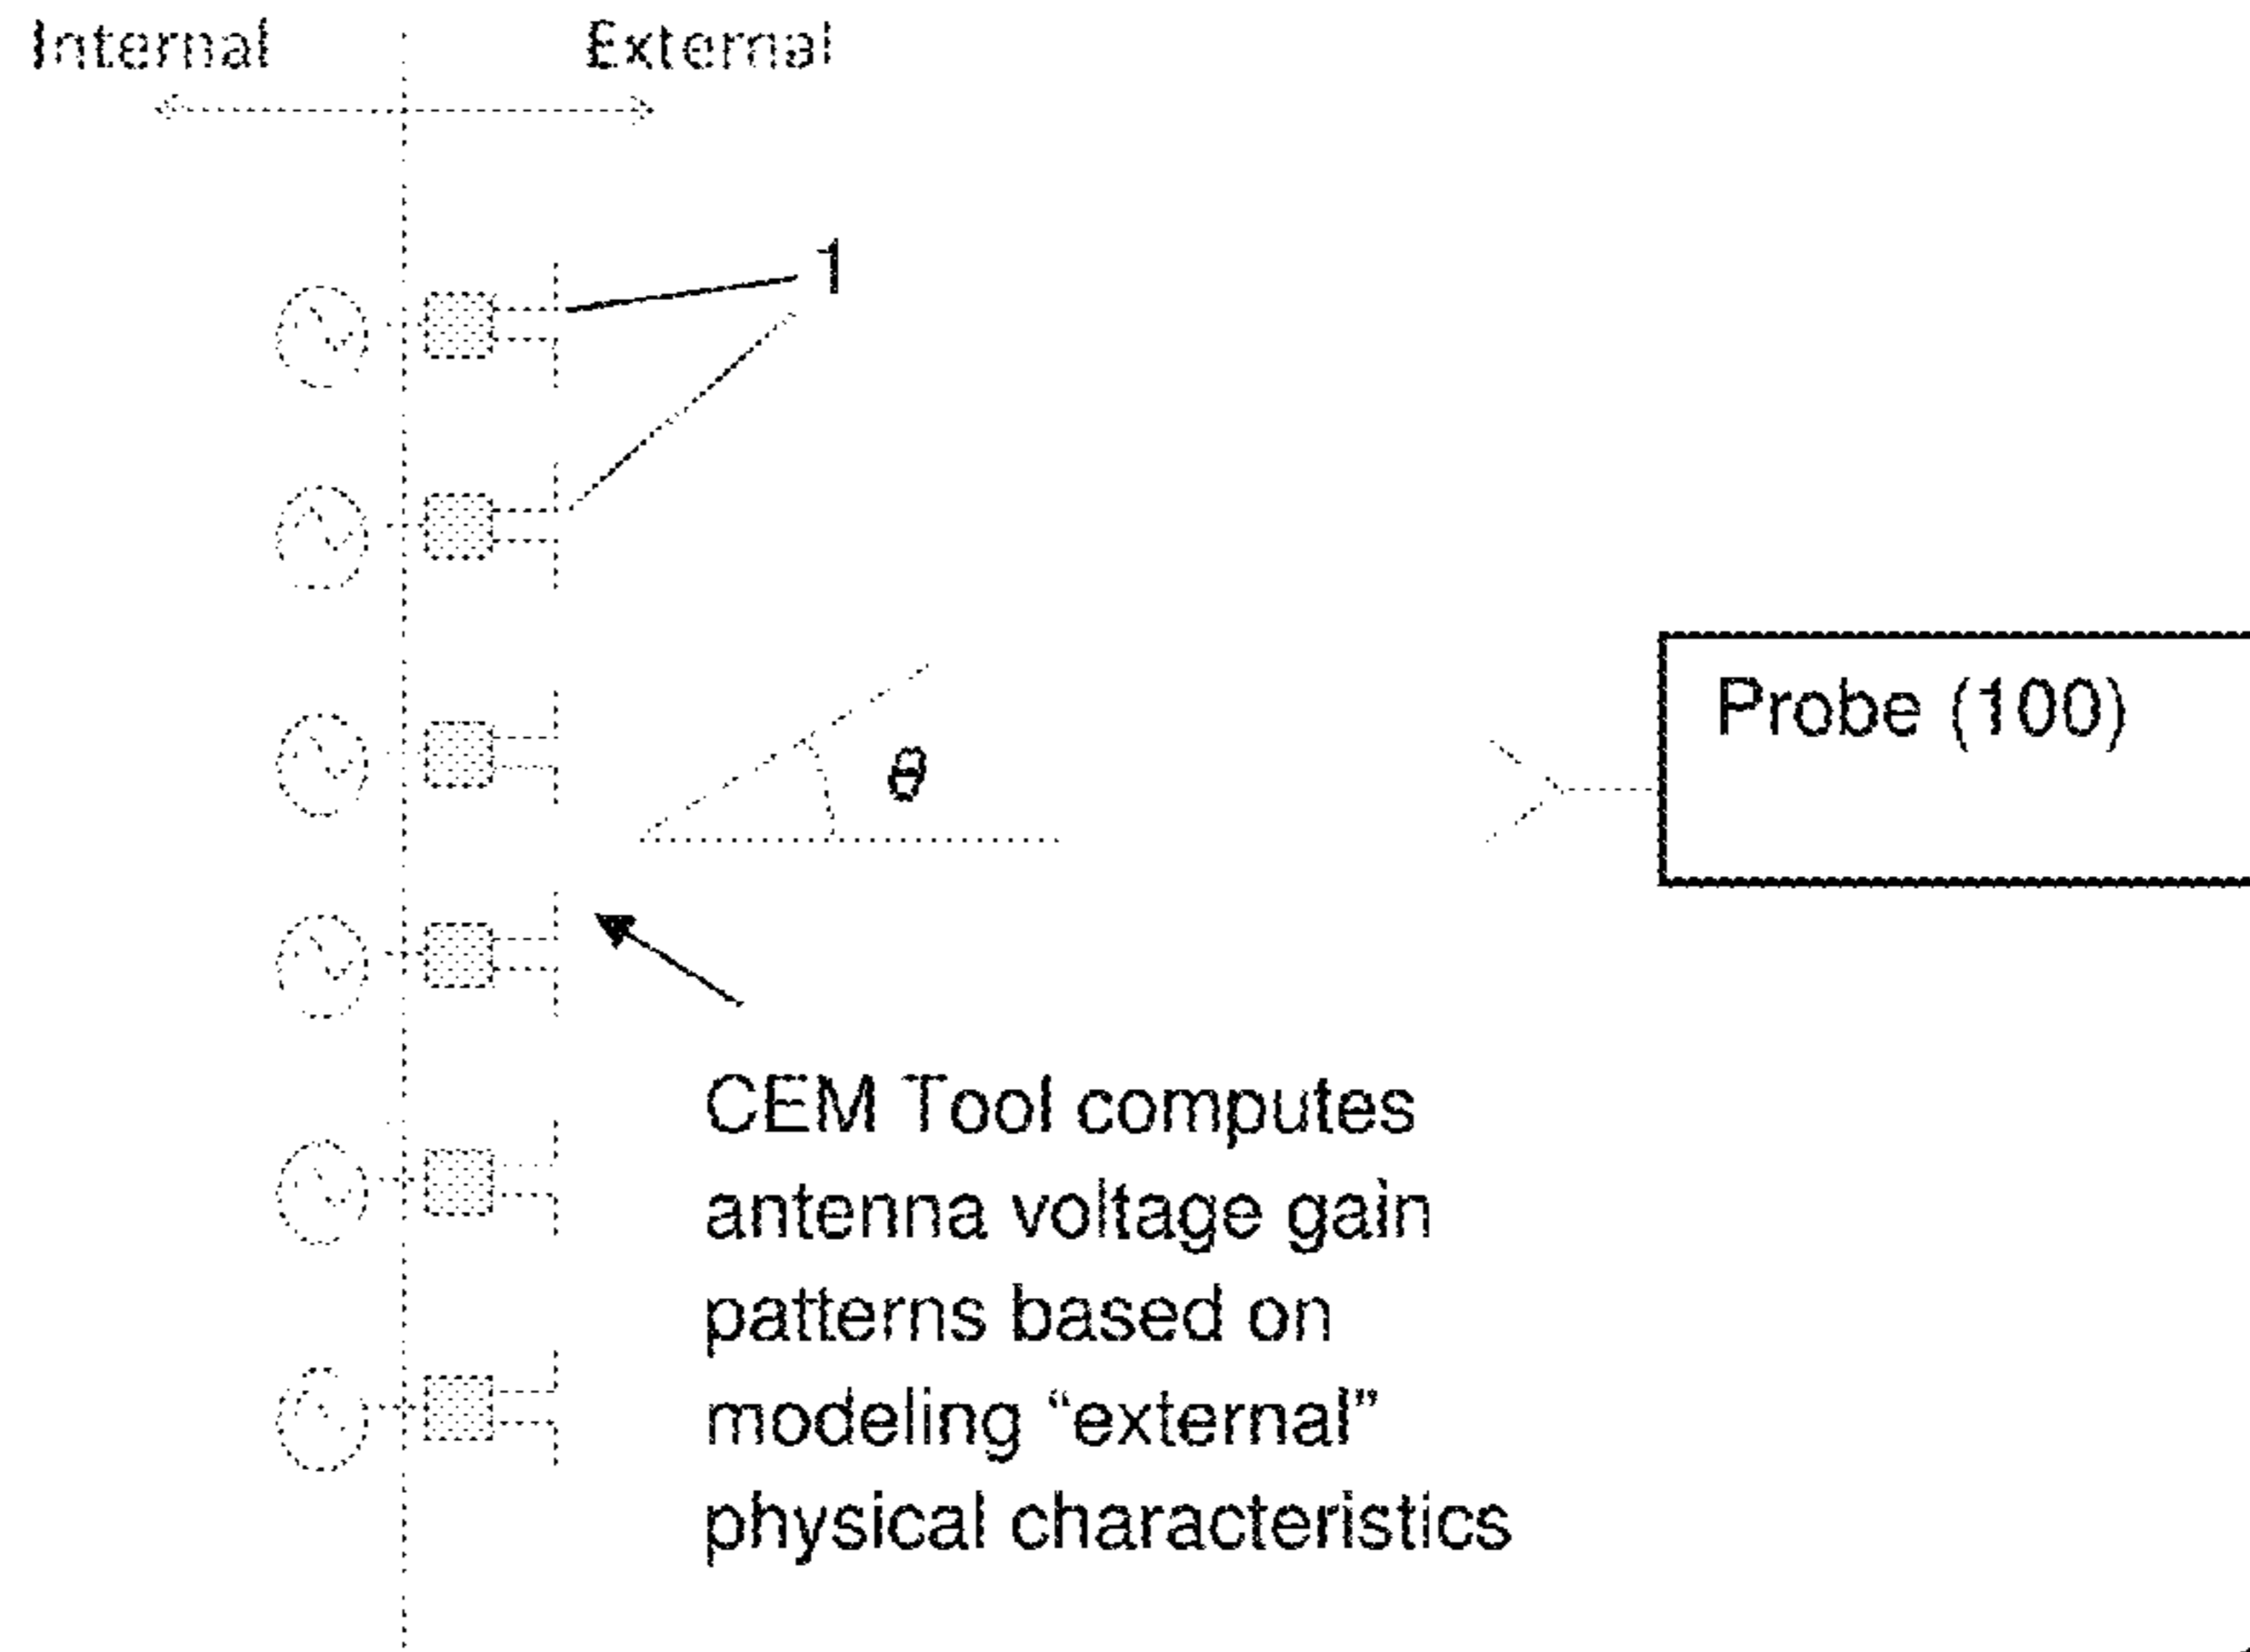 Internal External
1
Probe (100)
θ
CEM Tool computes
antenna voltage gain
patterns based on
modeling “external”
physical characteristics